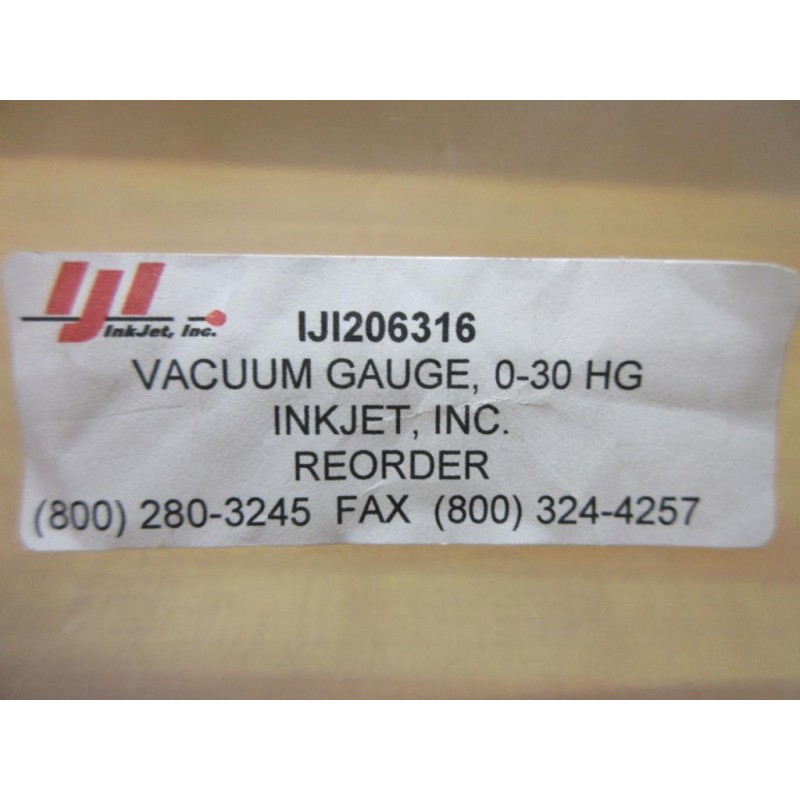 IJI
InkJet, Inc.
IJI206316
VACUUM GAUGE, 0-30 HG
INKJET, INC.
REORDER
(800) 280-3245 FAX (800) 324-4257